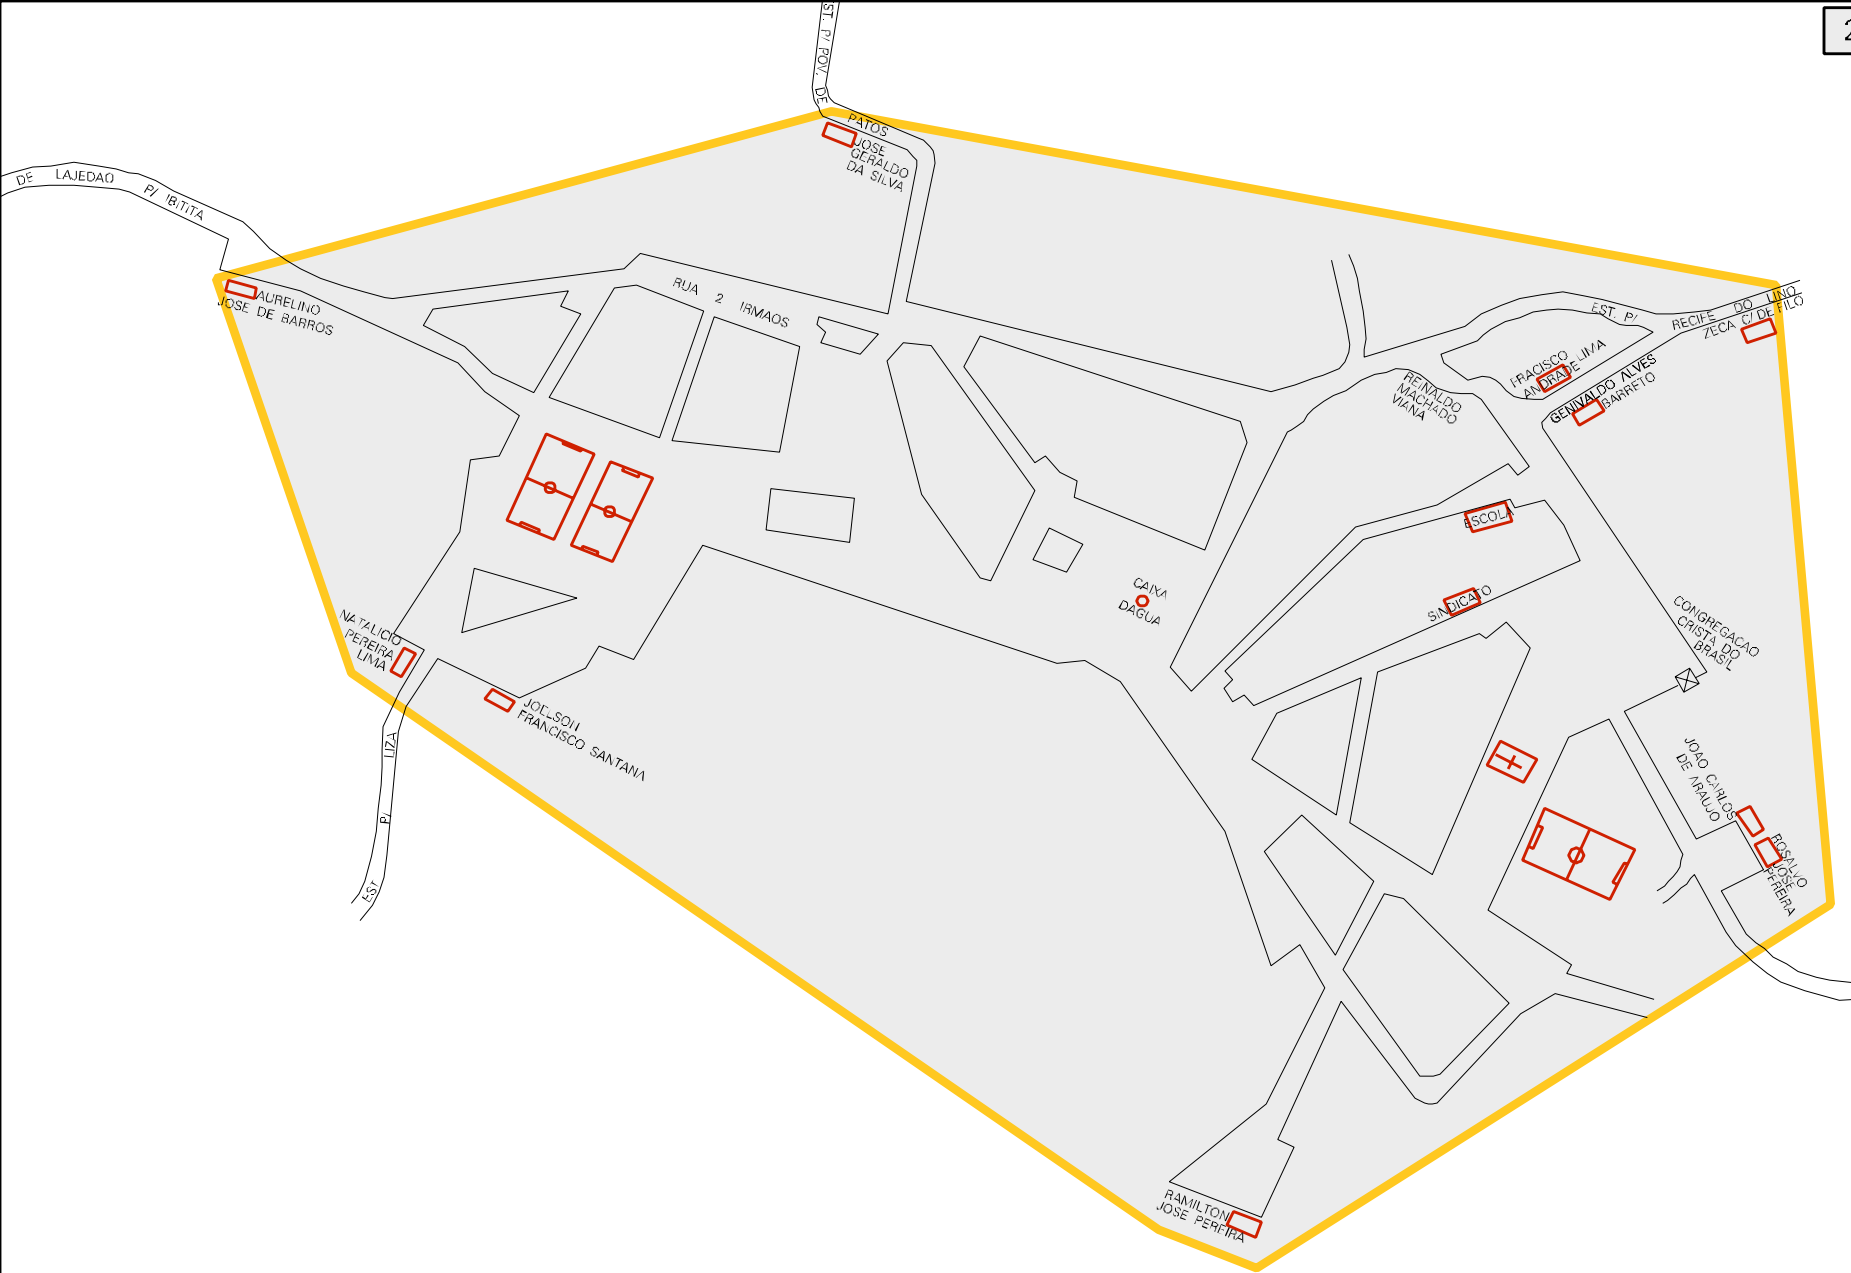 2
ST. P/ POV. DE
PATOS
JOSE
GERALDO
DA SILVA
DE LAJEDAO
P/ IBITITA
AURELINO
JOSE DE BARROS
RUA 2 IRMAOS
EST. P/
RECIFE DO LINO
ZECA C/ DE FILO
FRACISCO
ANDRADE LIMA
GENIVALDO ALVES
BARRETO
REINALDO
MACHADO
VIANA
ESCOLA
SINDICATO
CAIXA
DAGUA
CONGREGACAO
CRISTA DO
BRASIL
NATALICIO
PEREIRA
LIMA
JOELSON
FRANCISCO SANTANA
EST P/ LIZA
JOAO CARLOS
DE ARAUJO
ROSALVO
JOSE
PEREIRA
RAMILTON
JOSE PEREIRA